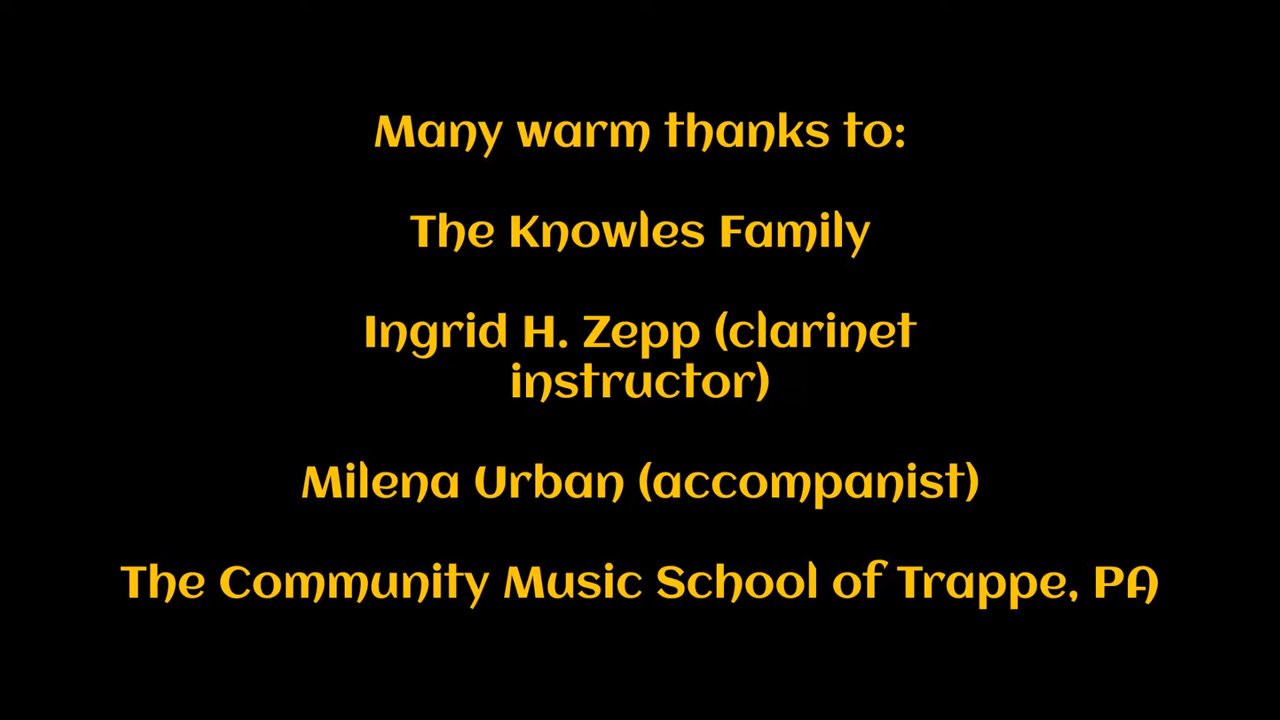 Many warm thanks to:
The Knowles Family
Ingrid H. Zepp (clarinet
instructor)
Milena Urban (accompanist)
The Community Music School of Trappe, PA